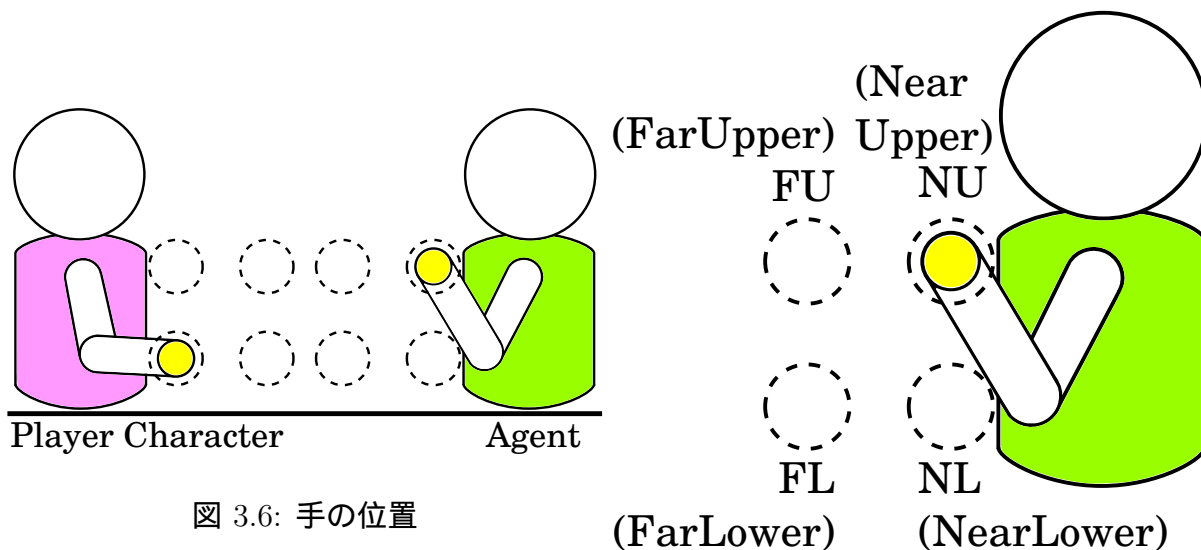 Player Character
Agent
図 3.6: 手の位置
(FarUpper)
(Near
Upper)
FU
NU
FL
NL
(FarLower)
(NearLower)